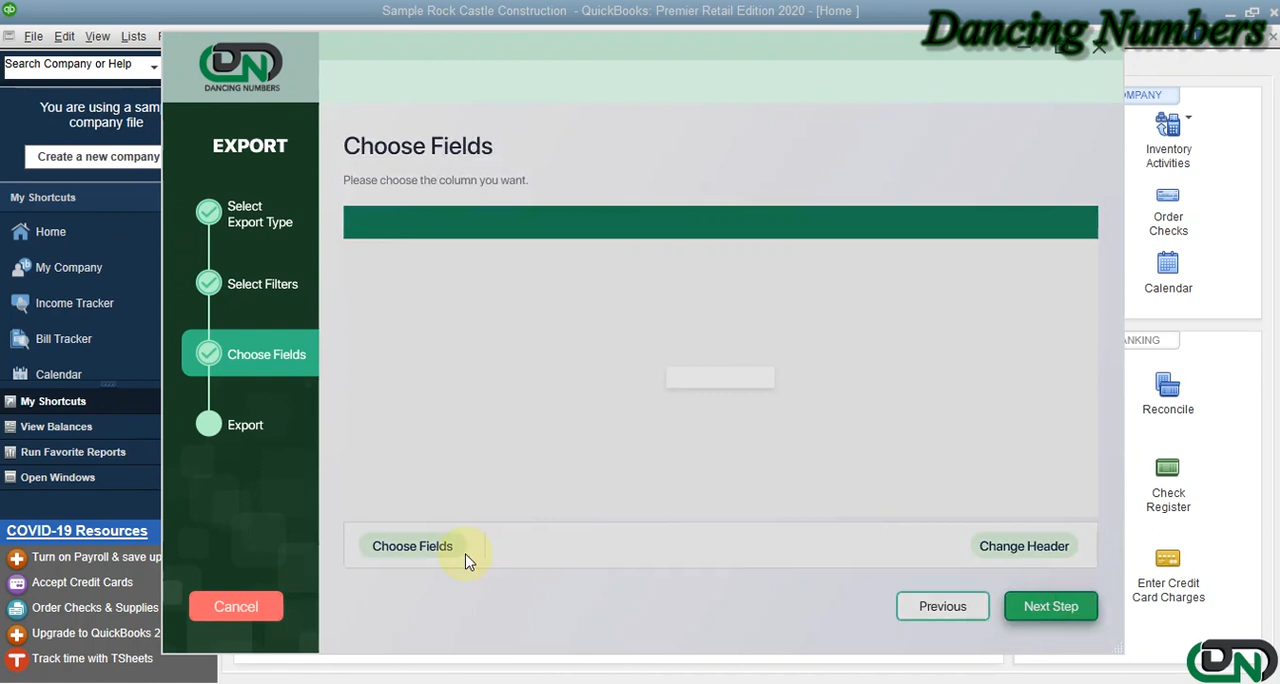 Sample Rock Castle Construction - QuickBooks: Premier Retail Edition 2020 - [Home ]
Dancing Numbers
File Edit View Lists
Search Company or Help
You are using a sam
company file
Create a new company
My Shortcuts
Home
My Company
Income Tracker
Bill Tracker
Calendar
My Shortcuts
View Balances
Run Favorite Reports
Open Windows
COVID-19 Resources
Turn on Payroll & save up
Accept Credit Cards
Order Checks & Supplies
Upgrade to QuickBooks 2
Track time with TSheets
DN
DANCING NUMBERS
EXPORT
Select
Export Type
Select Filters
Choose Fields
Export
Cancel
Choose Fields
Please choose the column you want.
Choose Fields
Change Header
Previous
Next Step
OMPANY
Inventory
Activities
Order
Checks
Calendar
ANKING
Reconcile
Check
Register
Enter Credit
Card Charges
DN